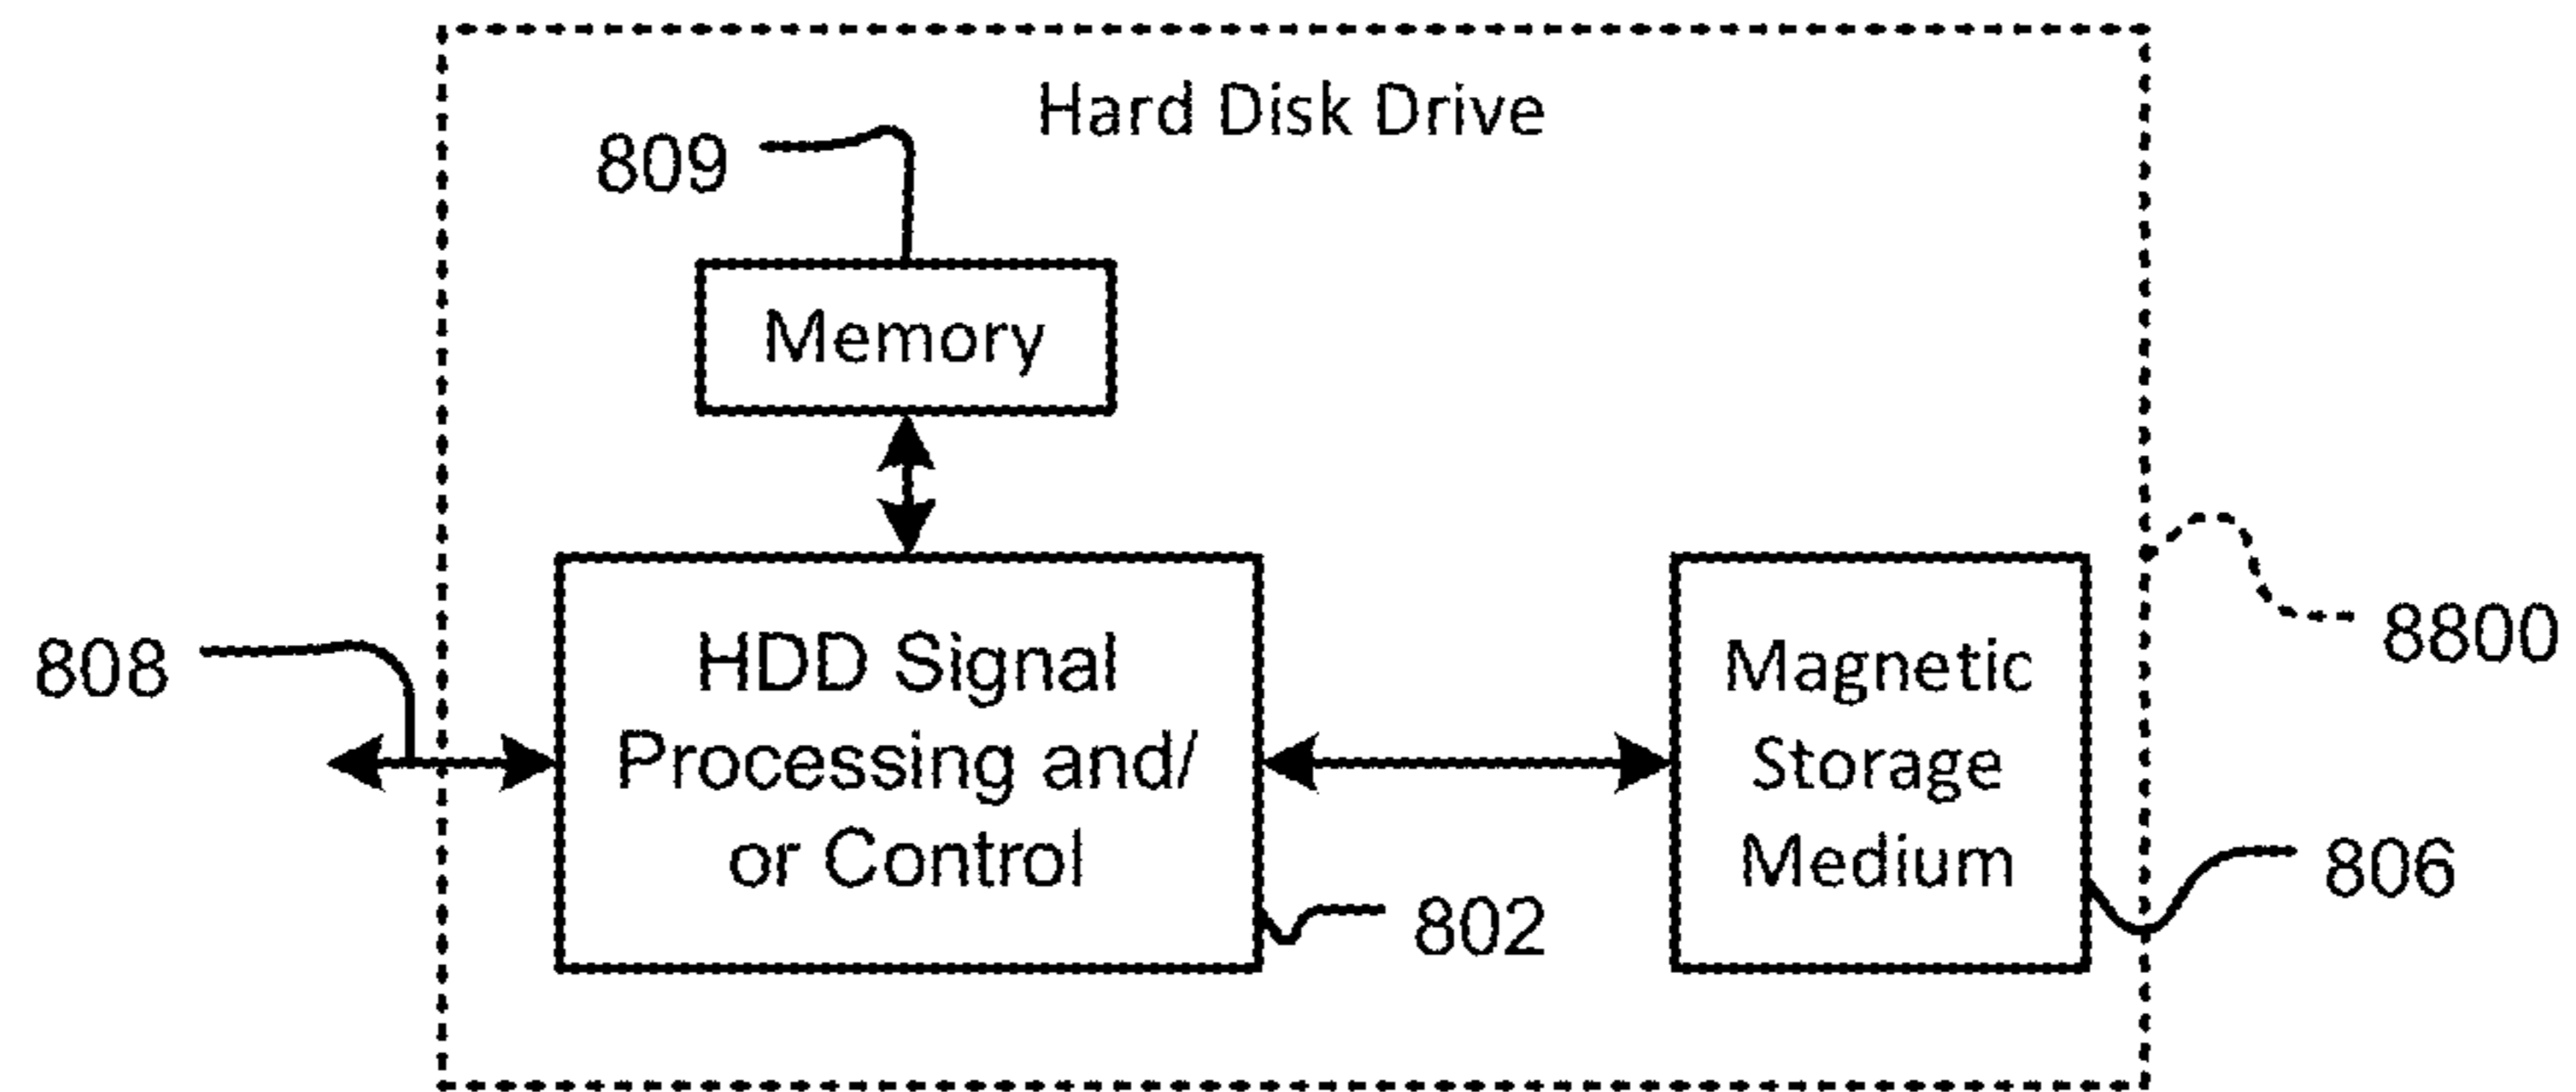 Hard Disk Drive
809
Memory
808
HDD Signal
Processing and/
or Control
802
Magnetic
Storage
Medium
8800
806